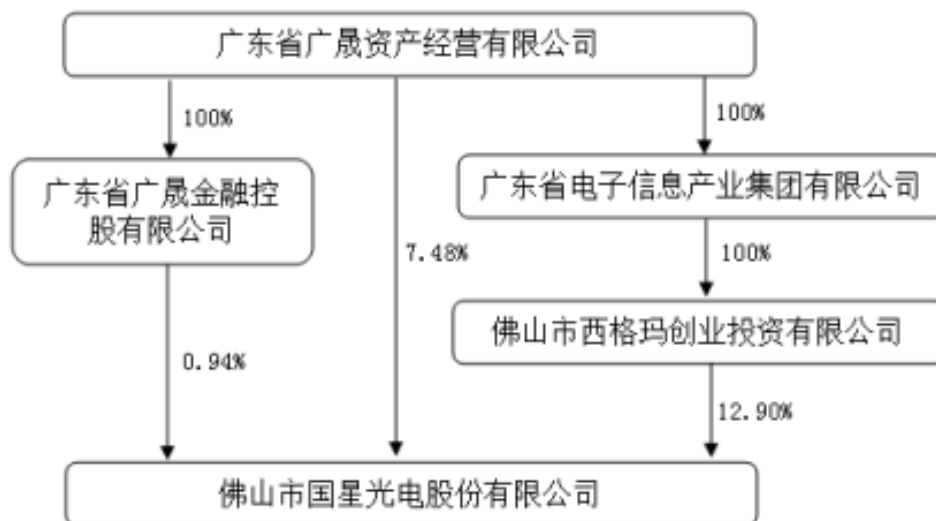 广东省广晟资产经营有限公司
100%
100%
广东省广晟金融控
股有限公司
广东省电子信息产业集团有限公司
7.48%
100%
佛山市西格玛创业投资有限公司
0.94%
12.90%
佛山市国星光电股份有限公司